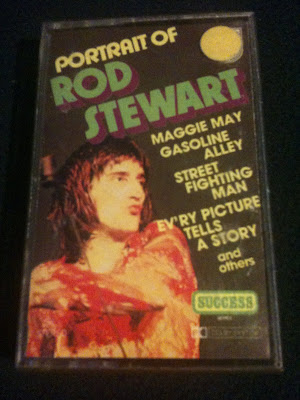 PORTRAIT OF
ROD
STEWART
MAGGIE MAY
GASOLINE
ALLEY
STREET
FIGHTING
MAN
EV'RY PICTURE
TELLS
A STORY
and
others
SUCCESS